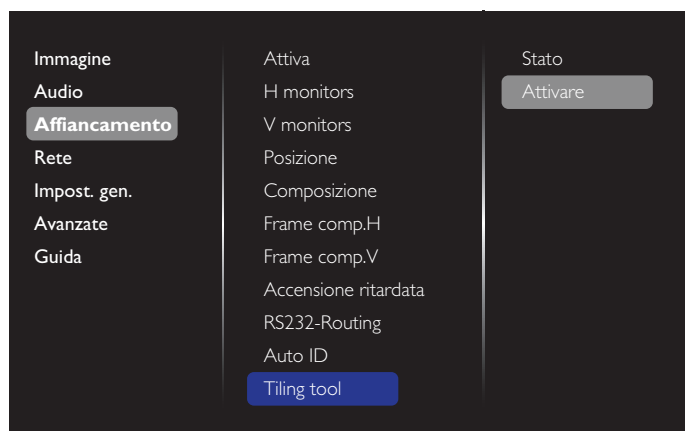 Immagine
Audio
Affiancamento
Rete
Impost. gen.
Avanzate
Guida
Attiva
H monitors
V monitors
Posizione
Composizione
Frame comp.H
Frame comp.V
Accensione ritardata
RS232-Routing
Auto ID
Tiling tool
Stato
Attivare